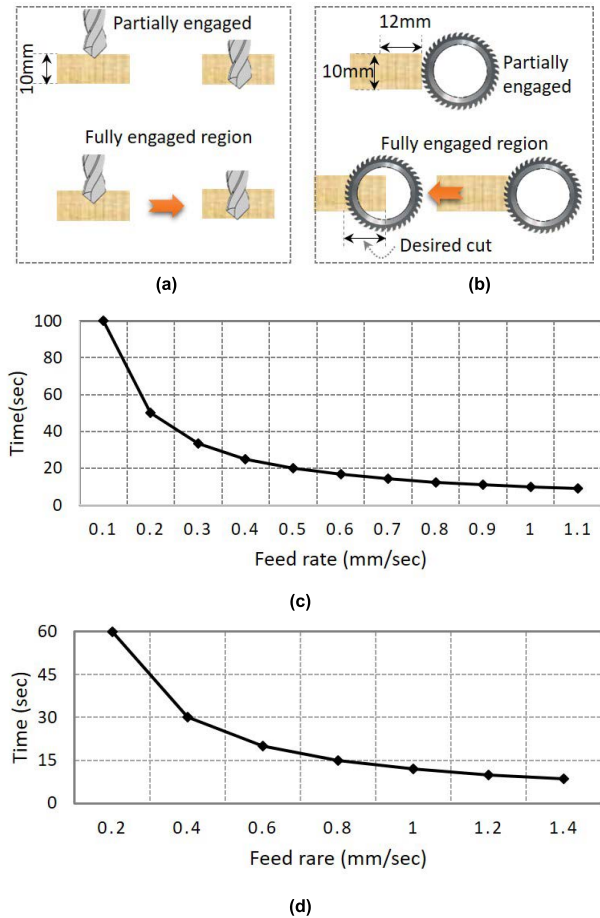 Partially engaged
10mm
Fully engaged region
(a)
12mm
10mm
Partially
engaged
Fully engaged region
Desired cut
(b)
100
80
60
40
20
0
Time(sec)
0.1 0.2 0.3 0.4 0.5 0.6 0.7 0.8 0.9 1 1.1
Feed rate (mm/sec)
(c)
60
45
30
15
0
Time (sec)
0.2 0.4 0.6 0.8 1 1.2 1.4
Feed rare (mm/sec)
(d)